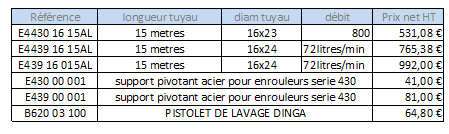 Référence longueur tuyau diam tuyau débit Prix net HT
E4430 16 15AL 15 metres 16x23 800 531,08 €
E4439 16 15AL 15 metres 16x24 72litres/min 765,38 €
E439 16 015AL 15 metres 16x24 72litres/min 992,00 €
E430 00 001 support pivotant acier pour enrouleurs serie 430 41,00 €
E439 00 001 support pivotant acier pour enrouleurs serie 430 81,00 €
B620 03 100 PISTOLET DE LAVAGE DINGA 64,80 €